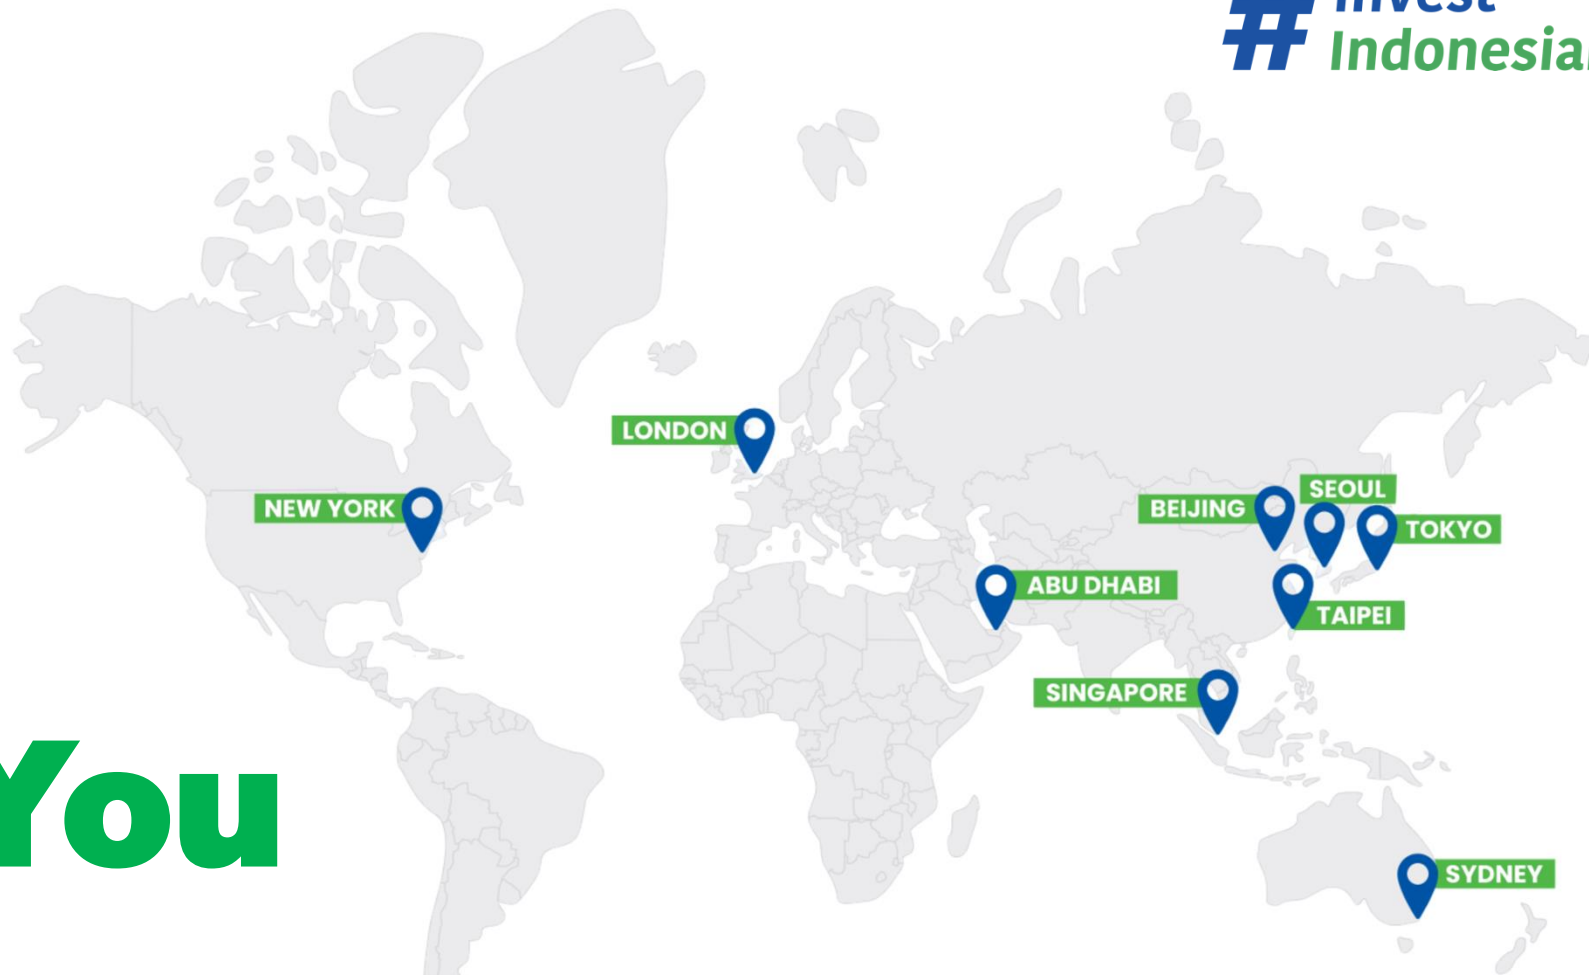 #
Indonesia
LONDON
NEW YORK
BEIJING
SEOUL
TOKYO
ABU DHABI
TAIPEI
SINGAPORE
You
SYDNEY